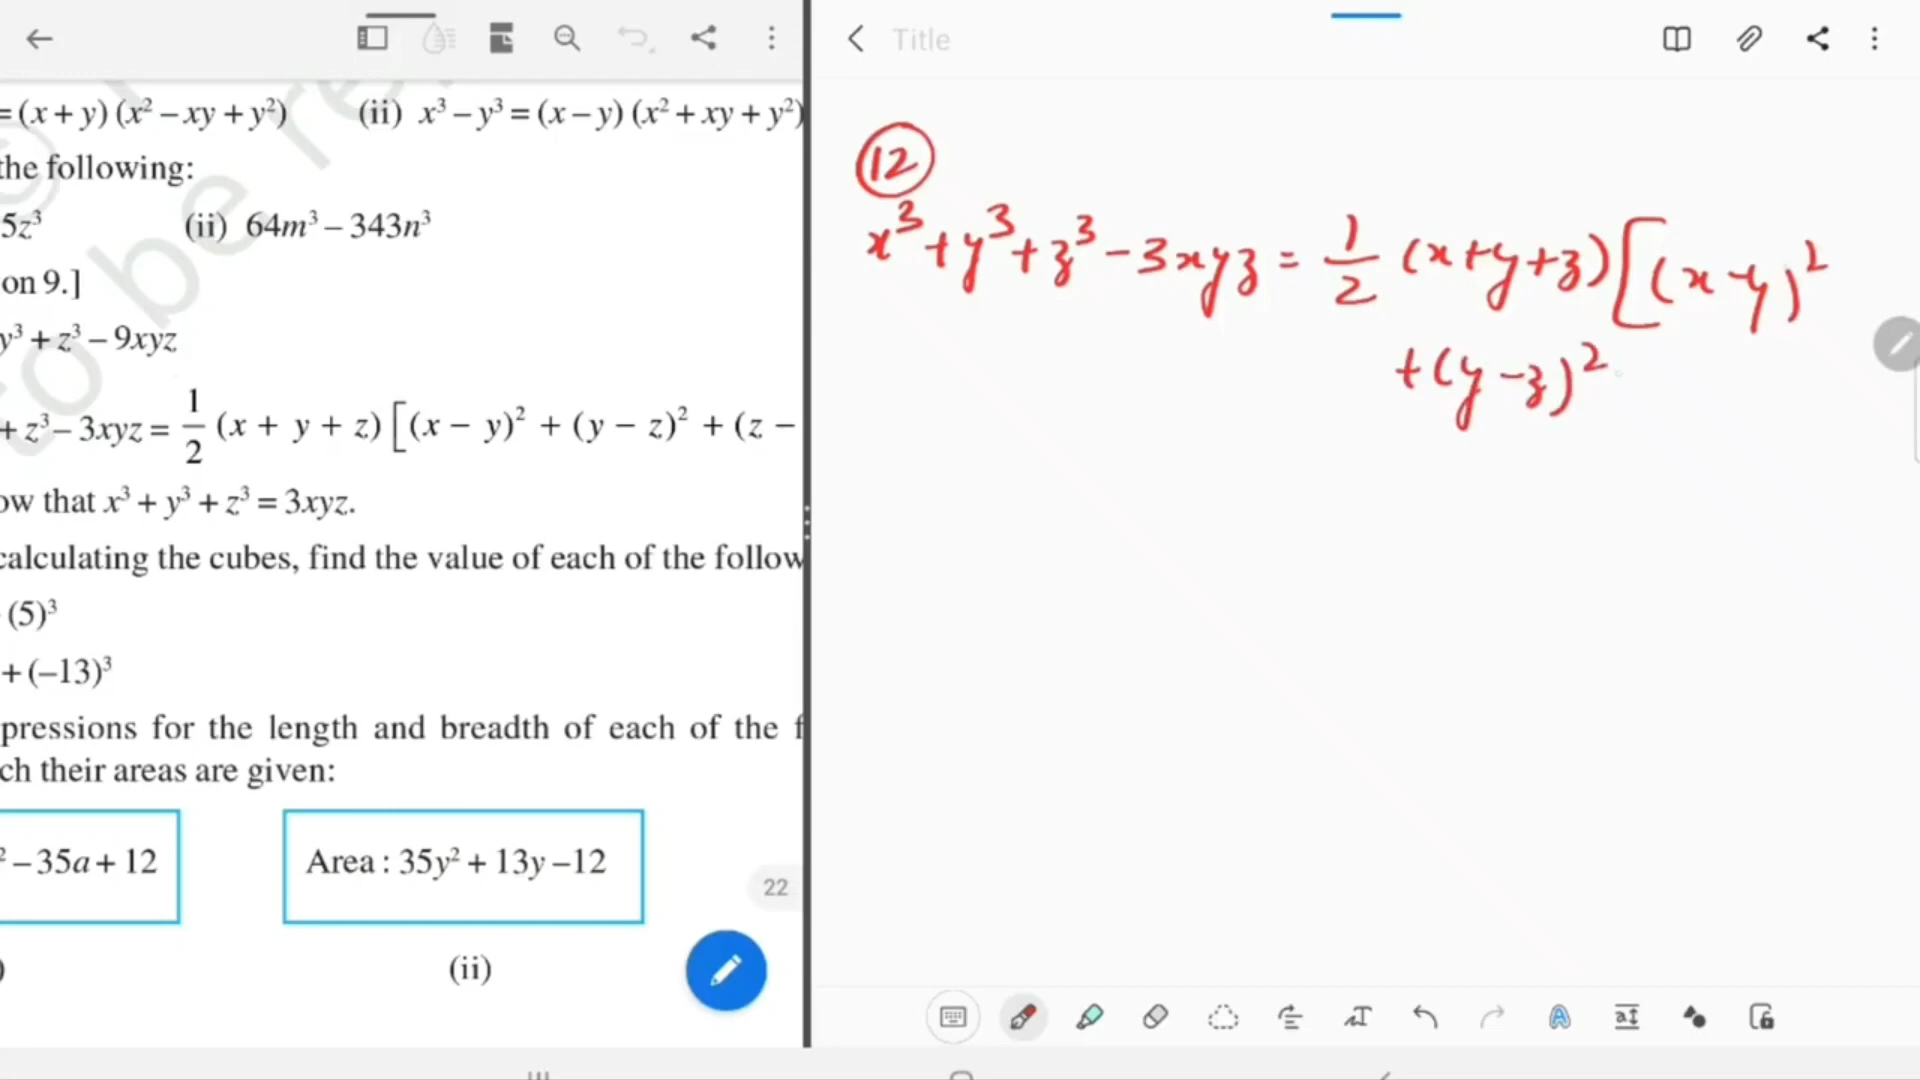 Title
= (x + y) (x² – xy + y²) (ii) x³ – y³ = (x – y) (x² + xy + y²)
the following:
5z³ (ii) 64m³ – 343n³
on 9.]
y³ + z³ – 9xyz
+ z³ – 3xyz = 1/2 (x + y + z) [(x – y)² + (y – z)² + (z –
ow that x³ + y³ + z³ = 3xyz.
calculating the cubes, find the value of each of the follow
(5)³
+ (–13)³
pressions for the length and breadth of each of the f
ch their areas are given:
² – 35a + 12 Area : 35y² + 13y –12
22
(ii)
to be re
12
x³ + y³ + z³ - 3xyz = 1/2 (x+y+z) [(x-y)²
+ (y-z)²